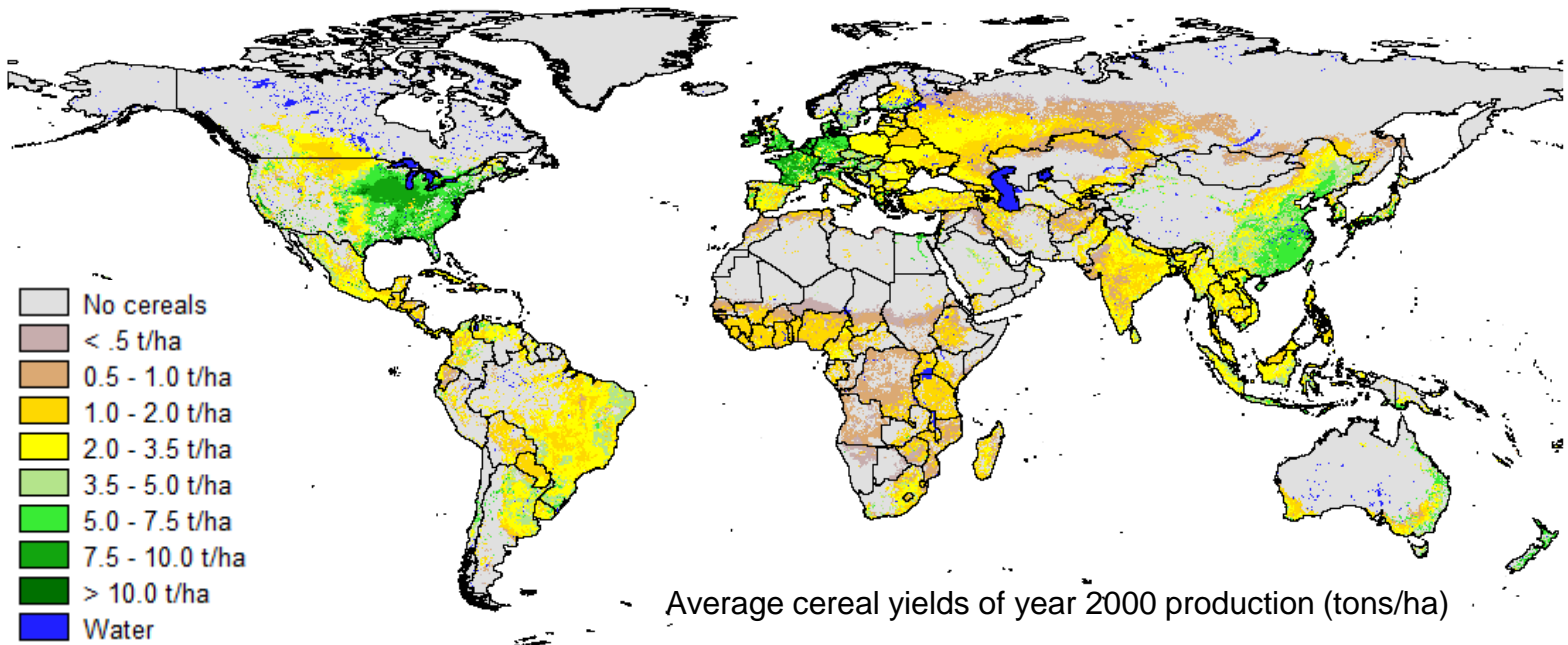 No cereals
< .5 t/ha
0.5 - 1.0 t/ha
1.0 - 2.0 t/ha
2.0 - 3.5 t/ha
3.5 - 5.0 t/ha
5.0 - 7.5 t/ha
7.5 - 10.0 t/ha
> 10.0 t/ha
Water
Average cereal yields of year 2000 production (tons/ha)